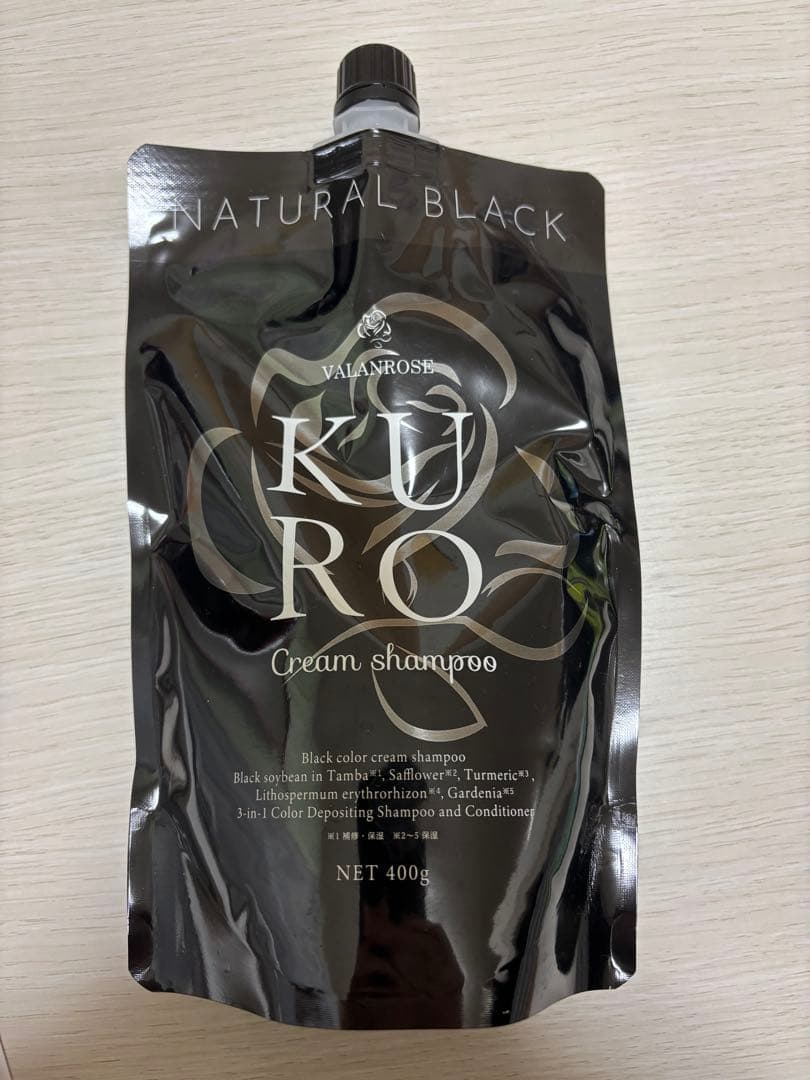 NATURAL BLACK
VALANROSE
KU
RO
Cream shampoo
Black color cream shampoo
Black soybean in Tamba※1, Safflower※2, Turmeric※3,
Lithospermum erythrorhizon※4, Gardenia※5
3-in-1 Color Depositing Shampoo and Conditioner
※1 補修・保湿 ※2～5 保湿
NET 400g